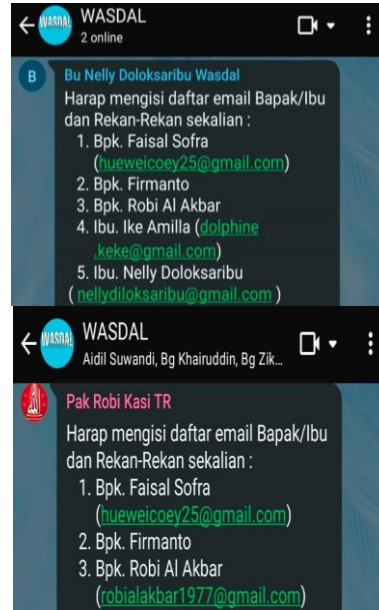 WASDAL
WASDAL
2 online
B
Bu Nelly Doloksaribu Wasdal
Harap mengisi daftar email Bapak/Ibu
dan Rekan-Rekan sekalian :
1. Bpk. Faisal Sofra
(hueweicoey25@gmail.com)
2. Bpk. Firmanto
3. Bpk. Robi Al Akbar
4. Ibu. Ike Amilla (dolphine
.keke@gmail.com)
5. Ibu. Nelly Doloksaribu
( nellydiloksaribu@gmail.com )
WASDAL
WASDAL
Aidil Suwandi, Bg Khairuddin, Bg Zik...
Pak Robi Kasi TR
Harap mengisi daftar email Bapak/Ibu
dan Rekan-Rekan sekalian :
1. Bpk. Faisal Sofra
(hueweicoey25@gmail.com)
2. Bpk. Firmanto
3. Bpk. Robi Al Akbar
(robialakbar1977@gmail.com)